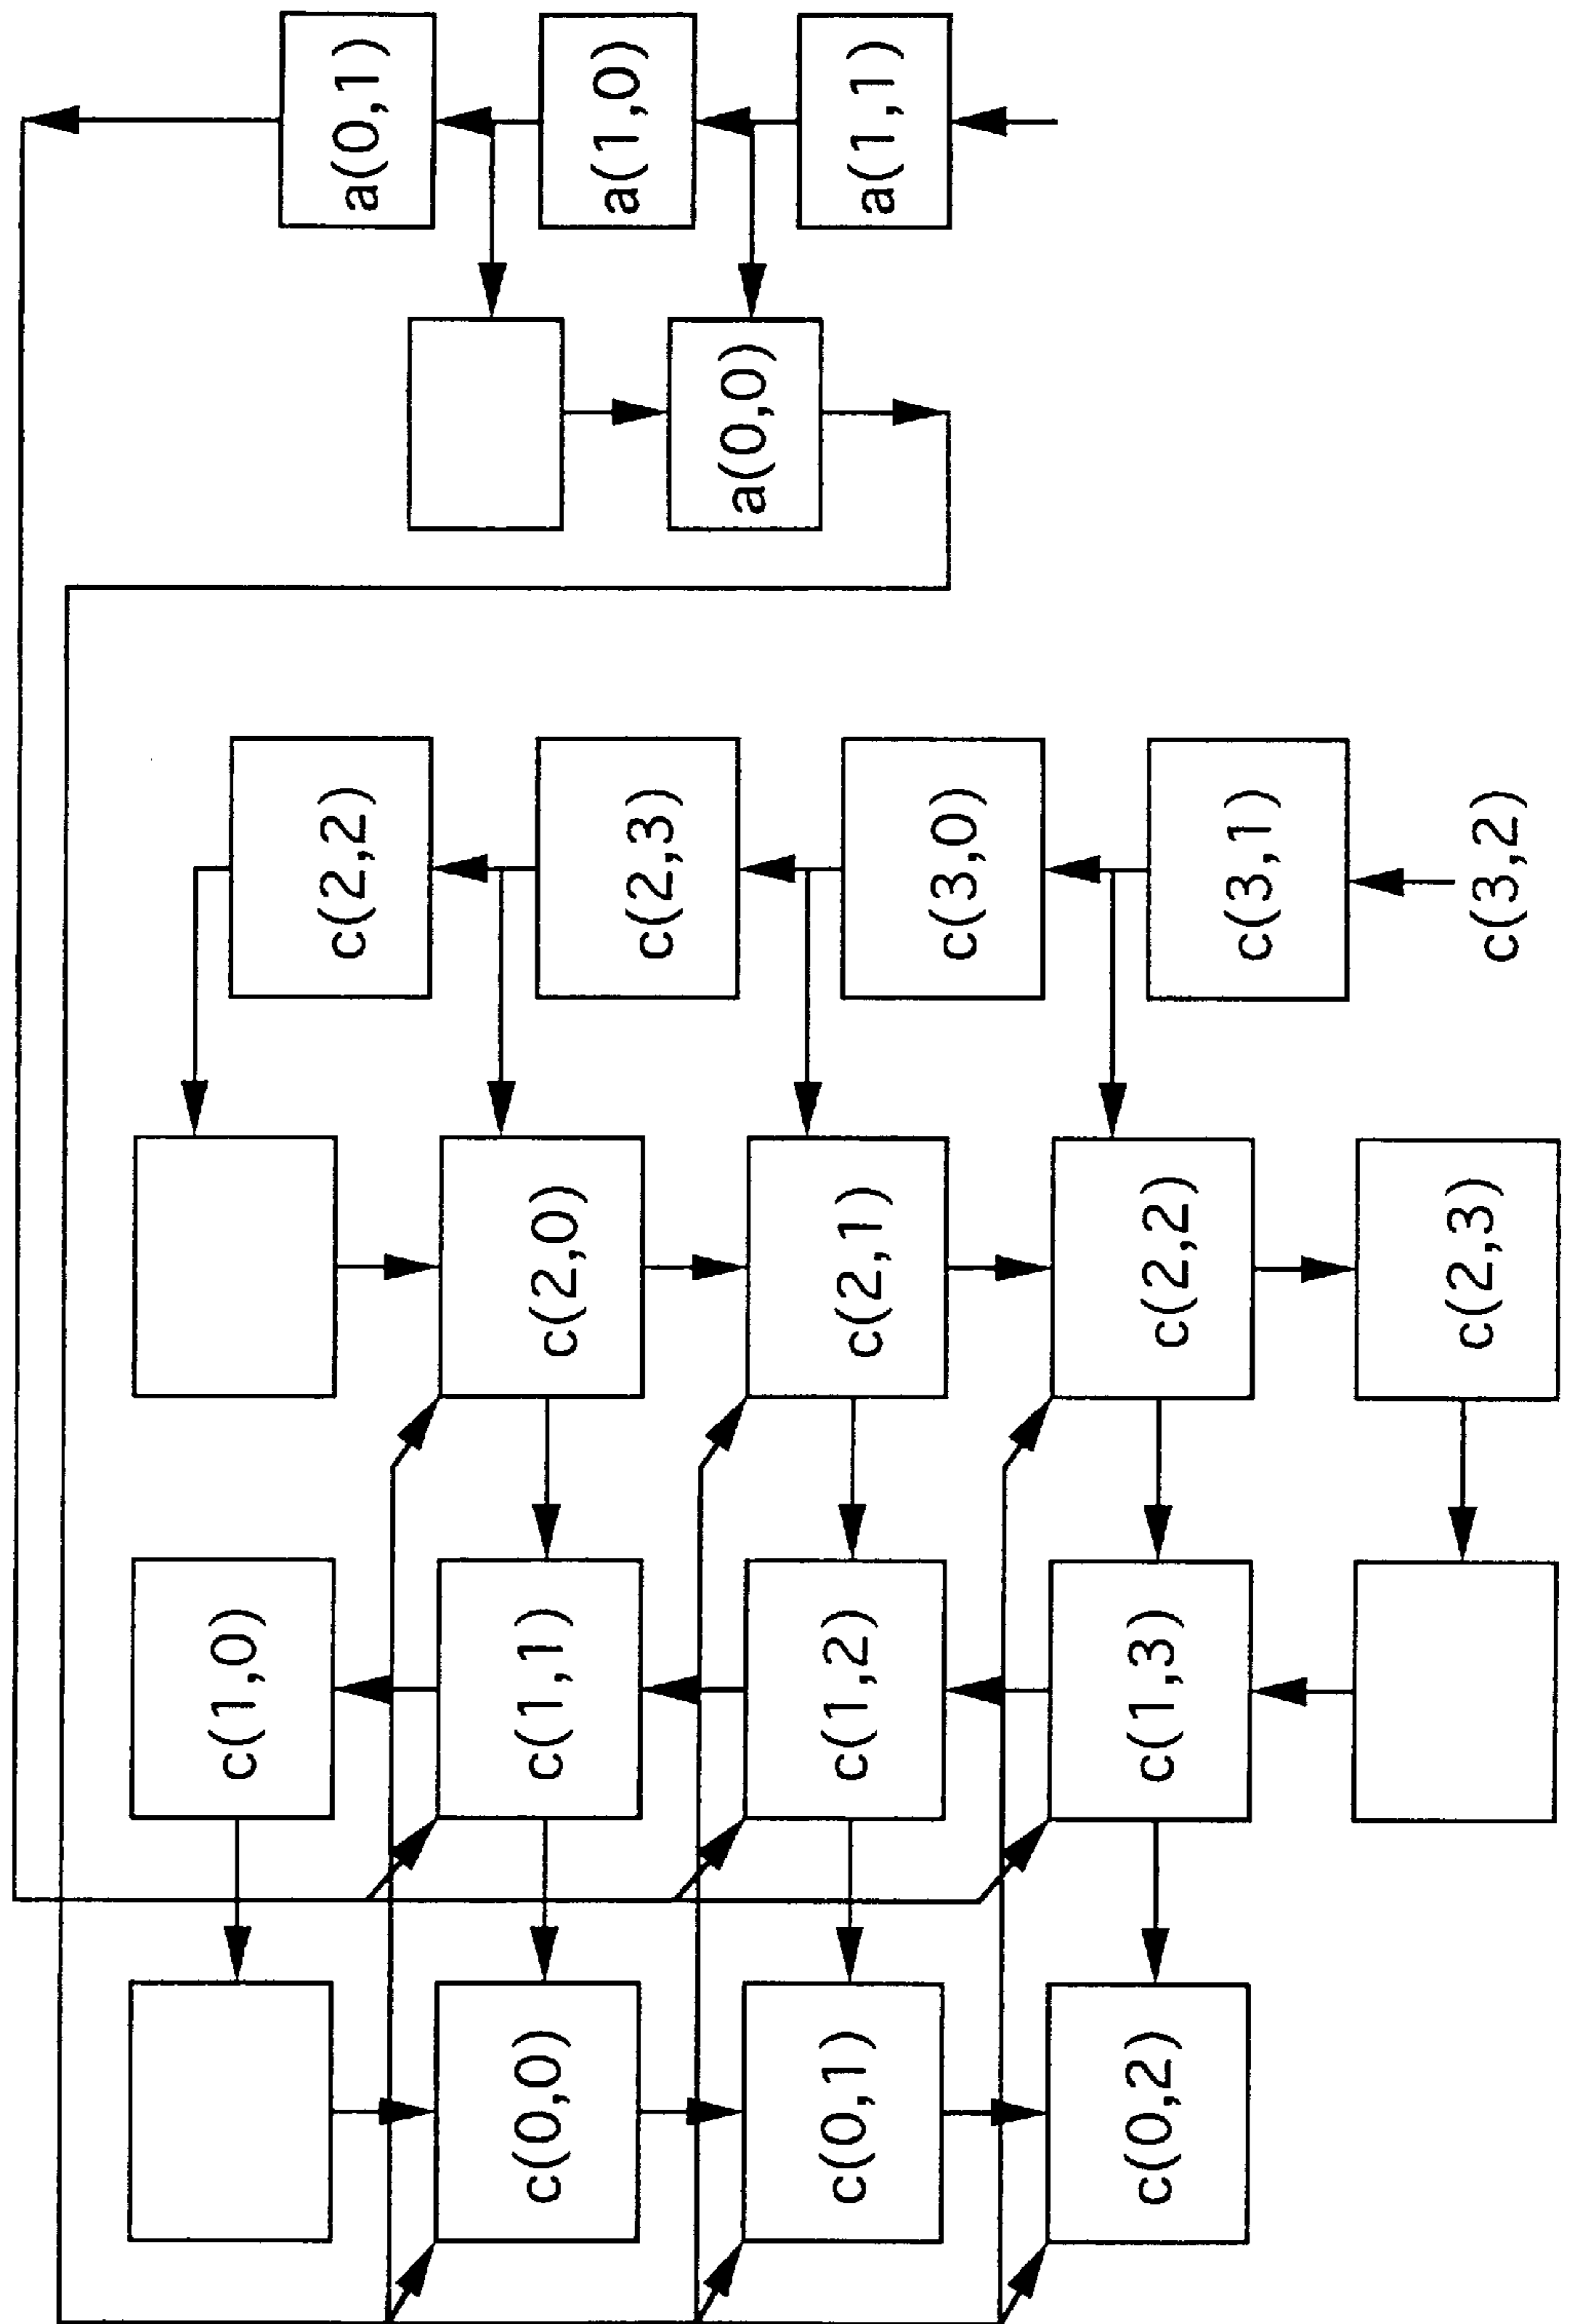 c(1,0)
c(2,2)
a(0,1)
c(0,0)
c(1,1)
c(2,0)
c(2,3)
a(1,0)
a(0,0)
c(0,1)
c(1,2)
c(2,1)
c(3,0)
a(1,1)
c(0,2)
c(1,3)
c(2,2)
c(3,1)
c(2,3)
c(3,2)